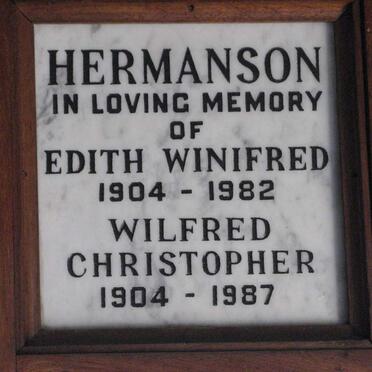 HERMANSON
IN LOVING MEMORY
OF
EDITH WINIFRED
1904 - 1982
WILFRED
CHRISTOPHER
1904 - 1987